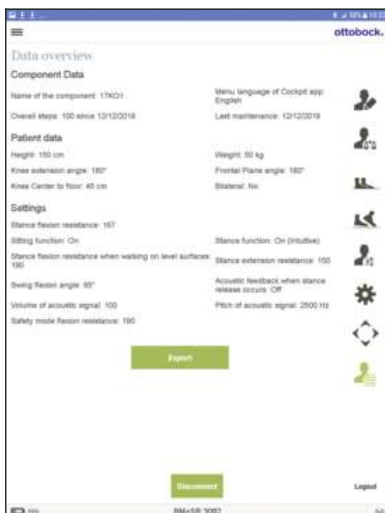 ottobock.
Data overview
Component Data
Name of the component: 17KO1
Menu language of Cockpit app:
English
Overall steps: 100 since 12/12/2018
Last maintenance: 12/12/2018
Patient data
Height: 150 cm
Weight: 50 kg
Knee extension angle: 180°
Frontal Plane angle: 180°
Knee Center to floor: 45 cm
Bilateral: No
Settings
Stance flexion resistance: 167
Sitting function: On
Stance function: On (Intuitive)
Stance flexion resistance when walking on level surfaces:
190
Stance extension resistance: 150
Swing flexion angle: 65°
Acoustic feedback when stance
release occurs: Off
Volume of acoustic signal: 100
Pitch of acoustic signal: 2500 Hz
Safety mode flexion resistance: 190
Export
Disconnect
Logout